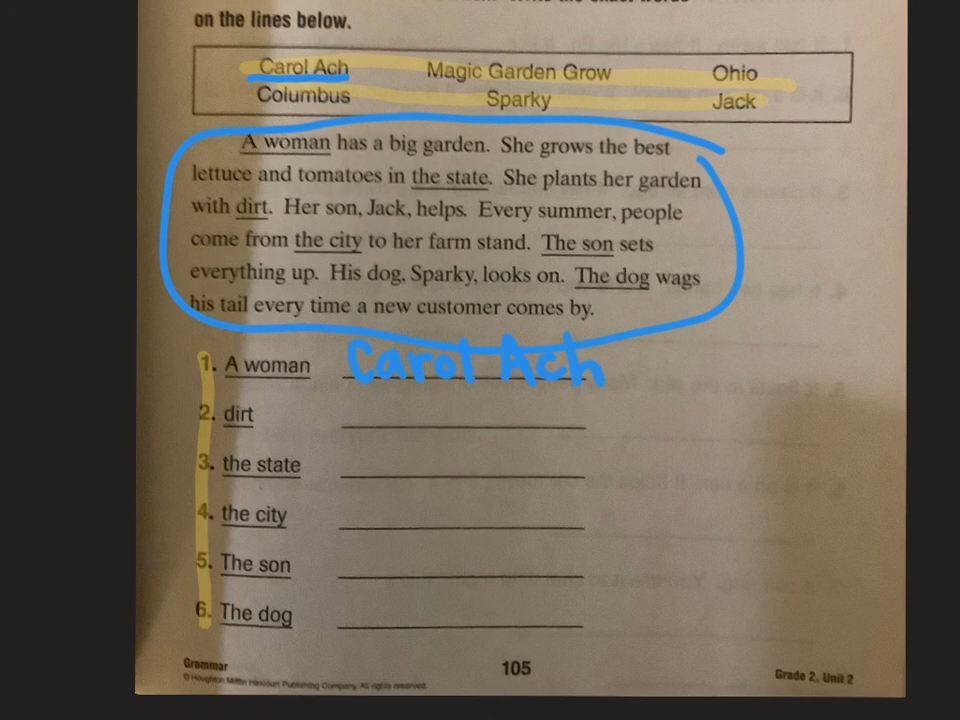 on the lines below.
Carol Ach Magic Garden Grow Ohio
Columbus Sparky Jack
A woman has a big garden. She grows the best
lettuce and tomatoes in the state. She plants her garden
with dirt. Her son, Jack, helps. Every summer, people
come from the city to her farm stand. The son sets
everything up. His dog, Sparky, looks on. The dog wags
his tail every time a new customer comes by.
1. A woman Carol Ach
2. dirt
3. the state
4. the city
5. The son
6. The dog
Grammar 105 Grade 2, Unit 2
© Houghton Mifflin Harcourt Publishing Company. All rights reserved.